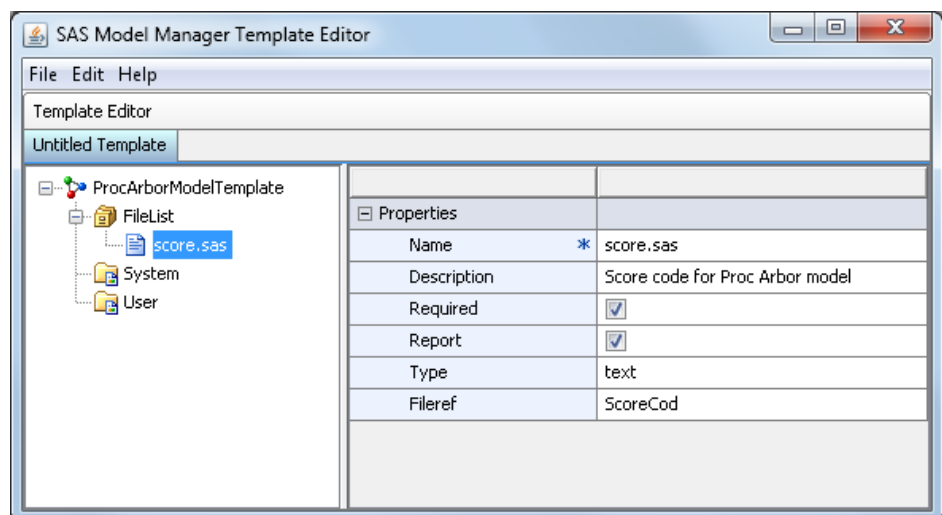 SAS Model Manager Template Editor
File Edit Help
Template Editor
Untitled Template
ProcArborModelTemplate
FileList
score.sas
System
User
Properties
Name * score.sas
Description Score code for Proc Arbor model
Required
Report
Type text
Fileref ScoreCod